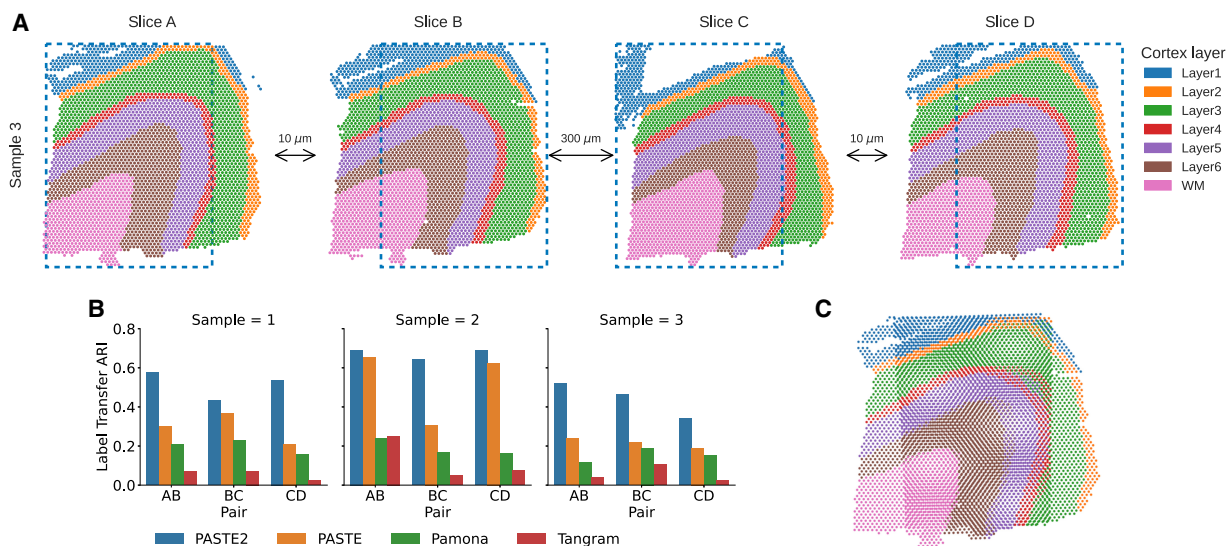 A
Slice A
Slice B
Slice C
Slice D
Sample 3
10 μm
300 μm
10 μm
Cortex layer
Layer1
Layer2
Layer3
Layer4
Layer5
Layer6
WM
B
Sample = 1
Sample = 2
Sample = 3
Label Transfer ARI
0.8
0.6
0.4
0.2
0.0
AB BC CD
AB BC CD
AB BC CD
Pair
Pair
Pair
PASTE2
PASTE
Pamona
Tangram
C